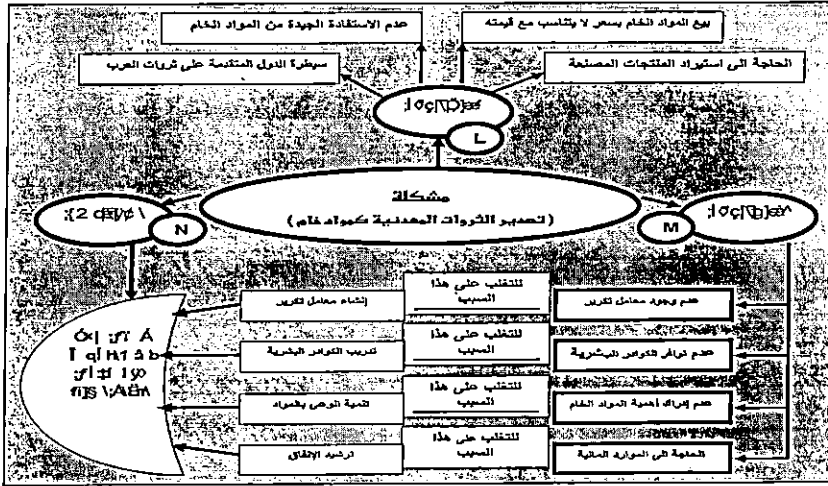 عدم الاستفادة الجيدة من المواد الخام
بيع المواد الخام بسعر لا يتناسب مع قيمته
سيطرة الدول المتقدمة على ثروات العرب
الحاجة الى استيراد المنتجات المصنعة
L
مشكلة
(تصدير الثروات المعدنية كمواد خام)
N
M
عدم وجود معامل تكرير
للتغلب على هذا
السبب
إنشاء معامل تكرير
عدم توافر الكوادر البشرية
للتغلب على هذا
السبب
تدريب الكوادر البشرية
عدم إدراك أهمية المواد الخام
للتغلب على هذا
السبب
تنمية الوعي بالمواد
الحاجة الى الموارد المالية
للتغلب على هذا
السبب
ترشيد الإنفاق